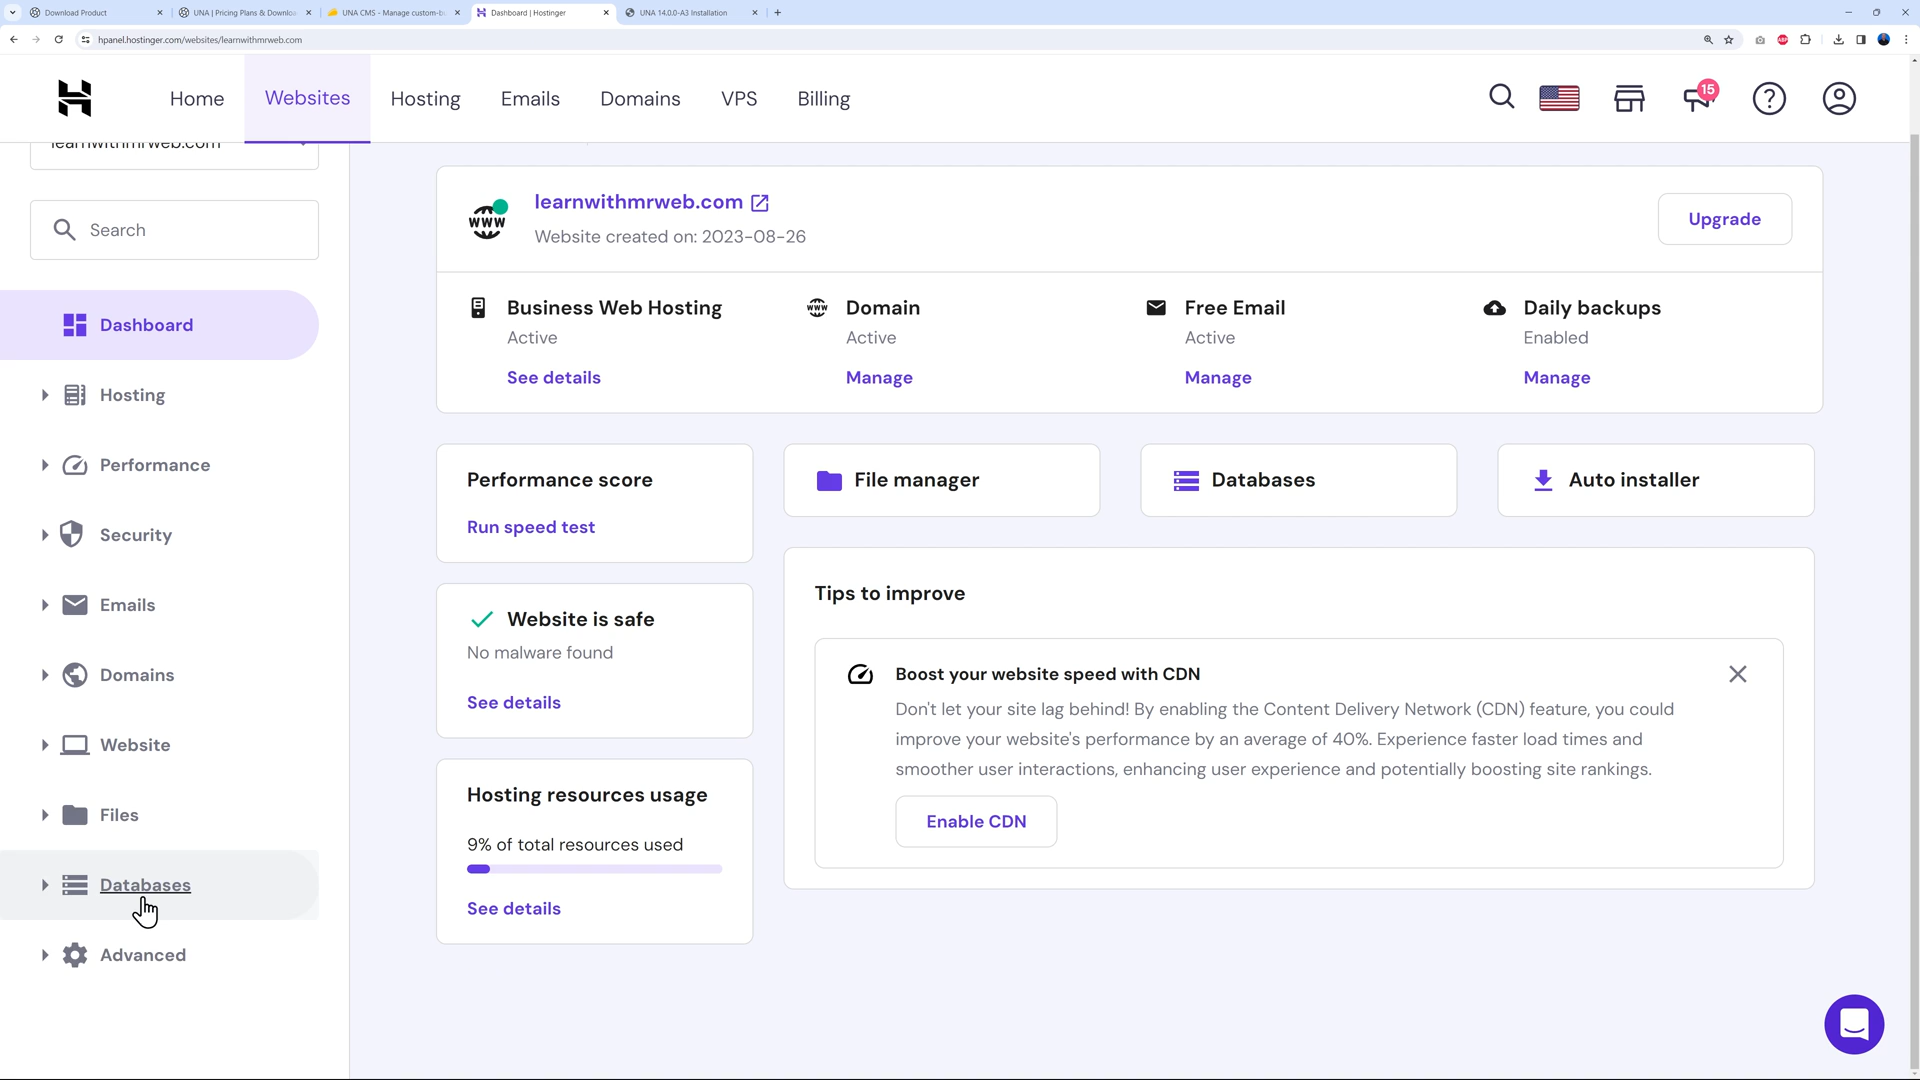 Download Product
UNA | Pricing Plans & Downloa
UNA CMS - Manage custom-b
Dashboard | Hostinger
UNA 14.0.0-A3 Installation
hpanel.hostinger.com/websites/learnwithmrweb.com
ABP
Home
Websites
Hosting
Emails
Domains
VPS
Billing
15
learnwithmrweb.com
Search
Dashboard
Hosting
Performance
Security
Emails
Domains
Website
Files
Databases
Advanced
www
learnwithmrweb.com
Website created on: 2023-08-26
Upgrade
Business Web Hosting
Active
See details
www
Domain
Active
Manage
Free Email
Active
Manage
Daily backups
Enabled
Manage
Performance score
Run speed test
File manager
Databases
Auto installer
Website is safe
No malware found
See details
Hosting resources usage
9% of total resources used
See details
Tips to improve
Boost your website speed with CDN
Don't let your site lag behind! By enabling the Content Delivery Network (CDN) feature, you could
improve your website's performance by an average of 40%. Experience faster load times and
smoother user interactions, enhancing user experience and potentially boosting site rankings.
Enable CDN